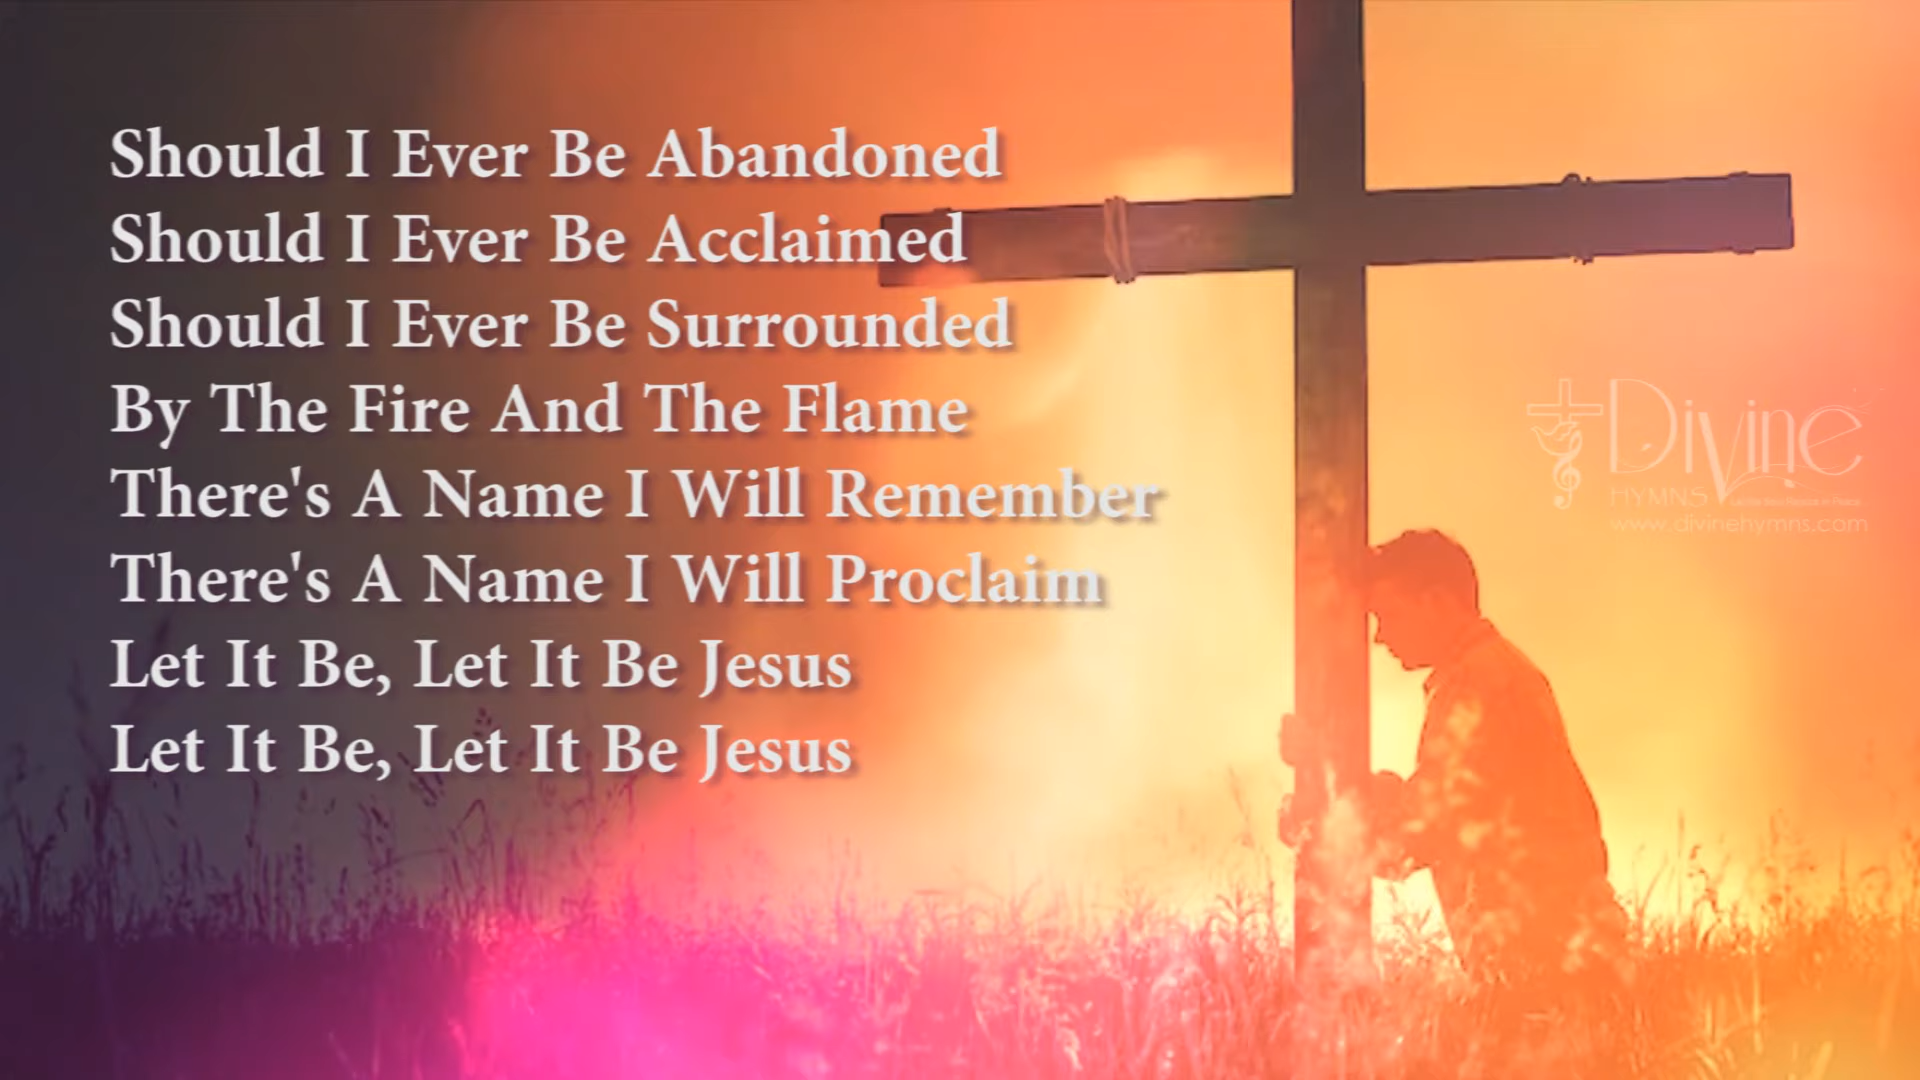 Should I Ever Be Abandoned
Should I Ever Be Acclaimed
Should I Ever Be Surrounded
By The Fire And The Flame
There's A Name I Will Remember
There's A Name I Will Proclaim
Let It Be, Let It Be Jesus
Let It Be, Let It Be Jesus
Divine
HYMNS
www.divinehymns.com